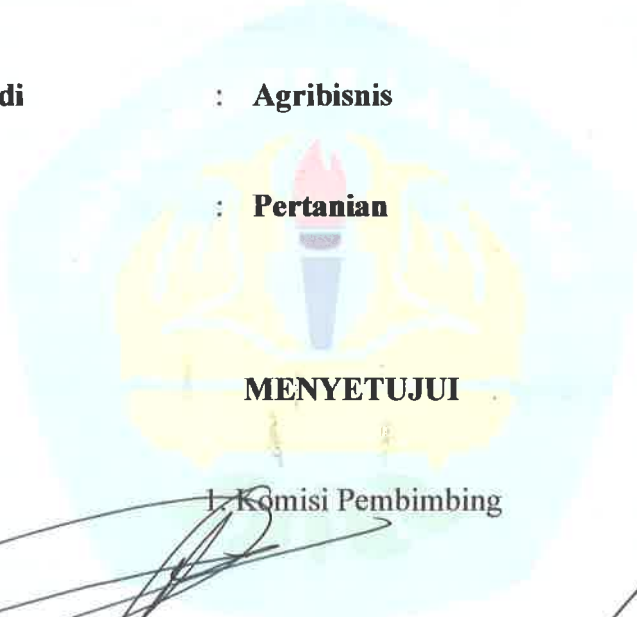 di : Agribisnis
: Pertanian
MENYETUJUI
1. Komisi Pembimbing